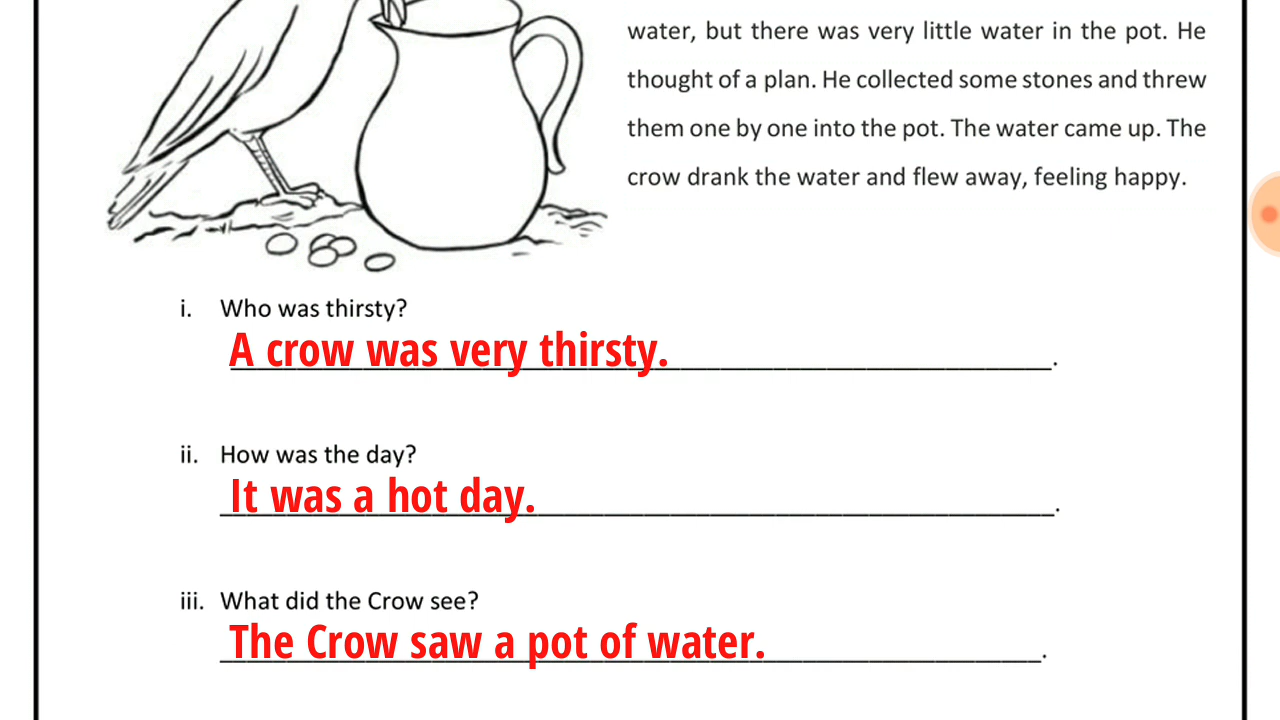 water, but there was very little water in the pot. He
thought of a plan. He collected some stones and threw
them one by one into the pot. The water came up. The
crow drank the water and flew away, feeling happy.
i. Who was thirsty?
A crow was very thirsty.
ii. How was the day?
It was a hot day.
iii. What did the Crow see?
The Crow saw a pot of water.